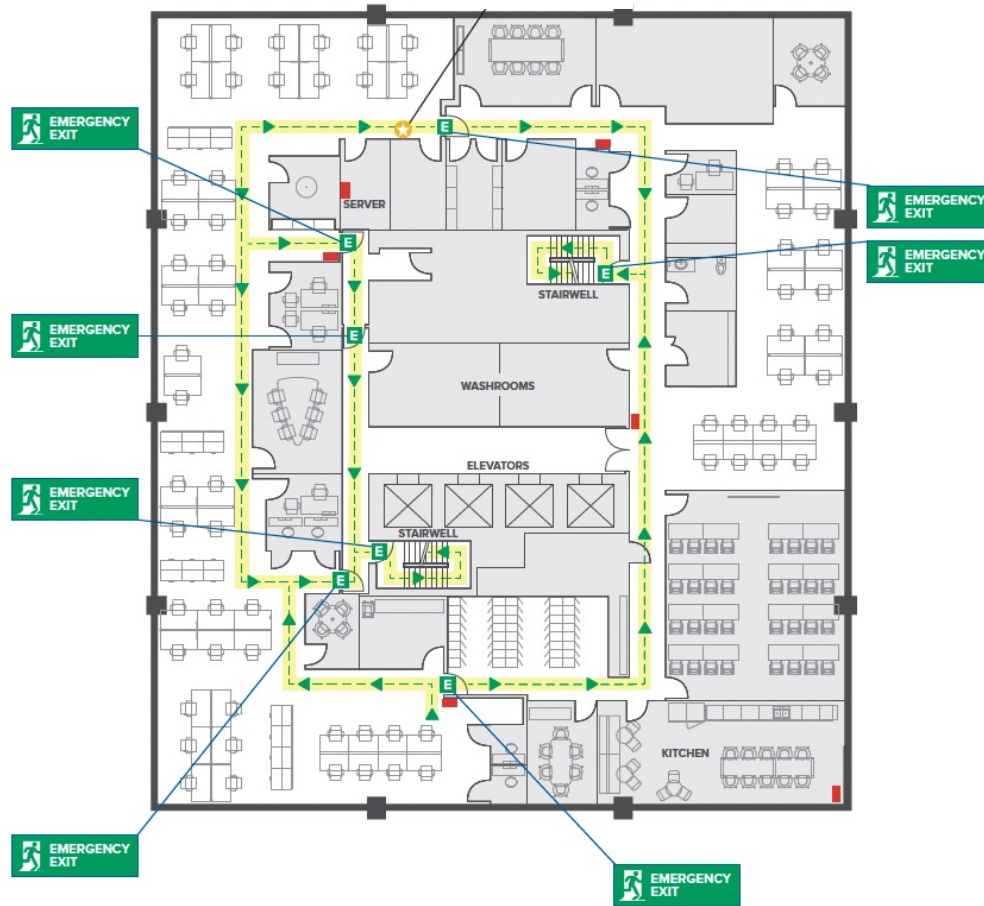 E
EMERGENCY
EXIT
E
SERVER
EMERGENCY
EXIT
E
EMERGENCY
EXIT
E
STAIRWELL
EMERGENCY
EXIT
E
WASHROOMS
ELEVATORS
EMERGENCY
EXIT
STAIRWELL
E
E
E
KITCHEN
EMERGENCY
EXIT
EMERGENCY
EXIT